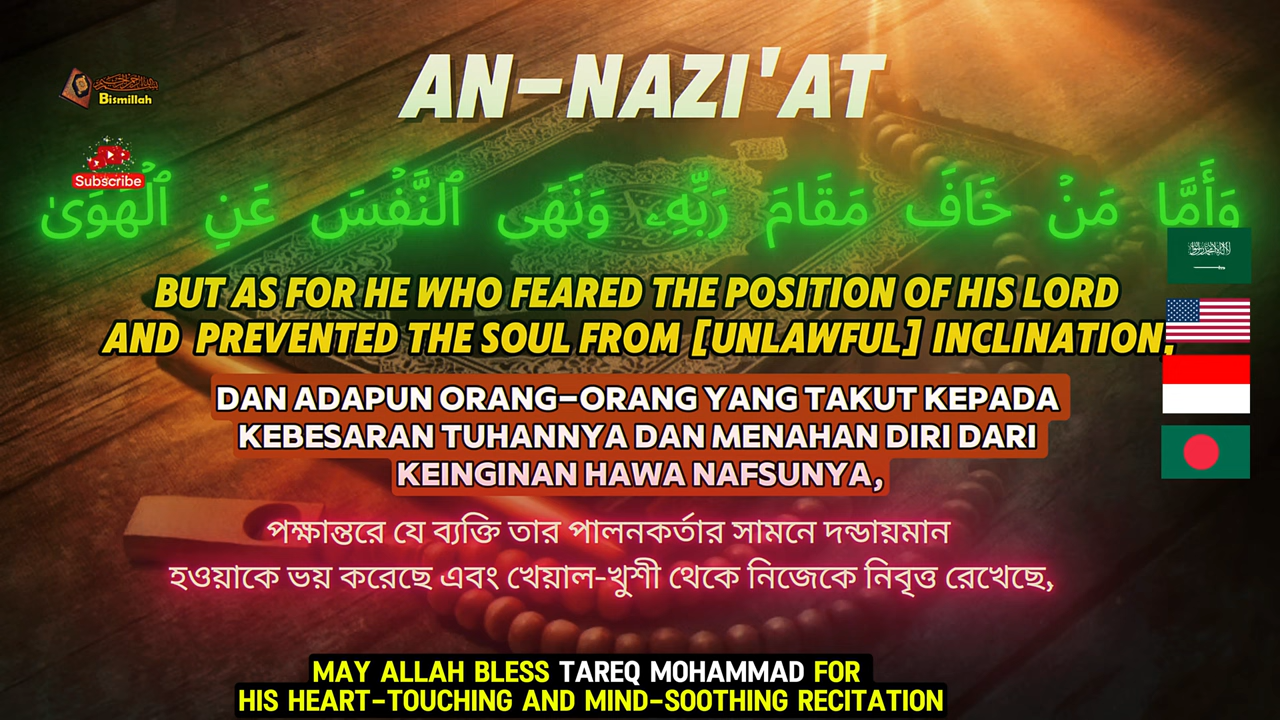 AN-NAZI'AT
Bismillah
Subscribe
وَأَمَّا مَنْ خَافَ مَقَامَ رَبِّهِۦ وَنَهَى ٱلنَّفْسَ عَنِ ٱلْهَوَىٰ
BUT AS FOR HE WHO FEARED THE POSITION OF HIS LORD
AND PREVENTED THE SOUL FROM [UNLAWFUL] INCLINATION,
DAN ADAPUN ORANG-ORANG YANG TAKUT KEPADA
KEBESARAN TUHANNYA DAN MENAHAN DIRI DARI
KEINGINAN HAWA NAFSUNYA,
পক্ষান্তরে যে ব্যক্তি তার পালনকর্তার সামনে দন্ডায়মান
হওয়াকে ভয় করেছে এবং খেয়াল-খুশী থেকে নিজেকে নিবৃত্ত রেখেছে,
MAY ALLAH BLESS TAREQ MOHAMMAD FOR
HIS HEART-TOUCHING AND MIND-SOOTHING RECITATION